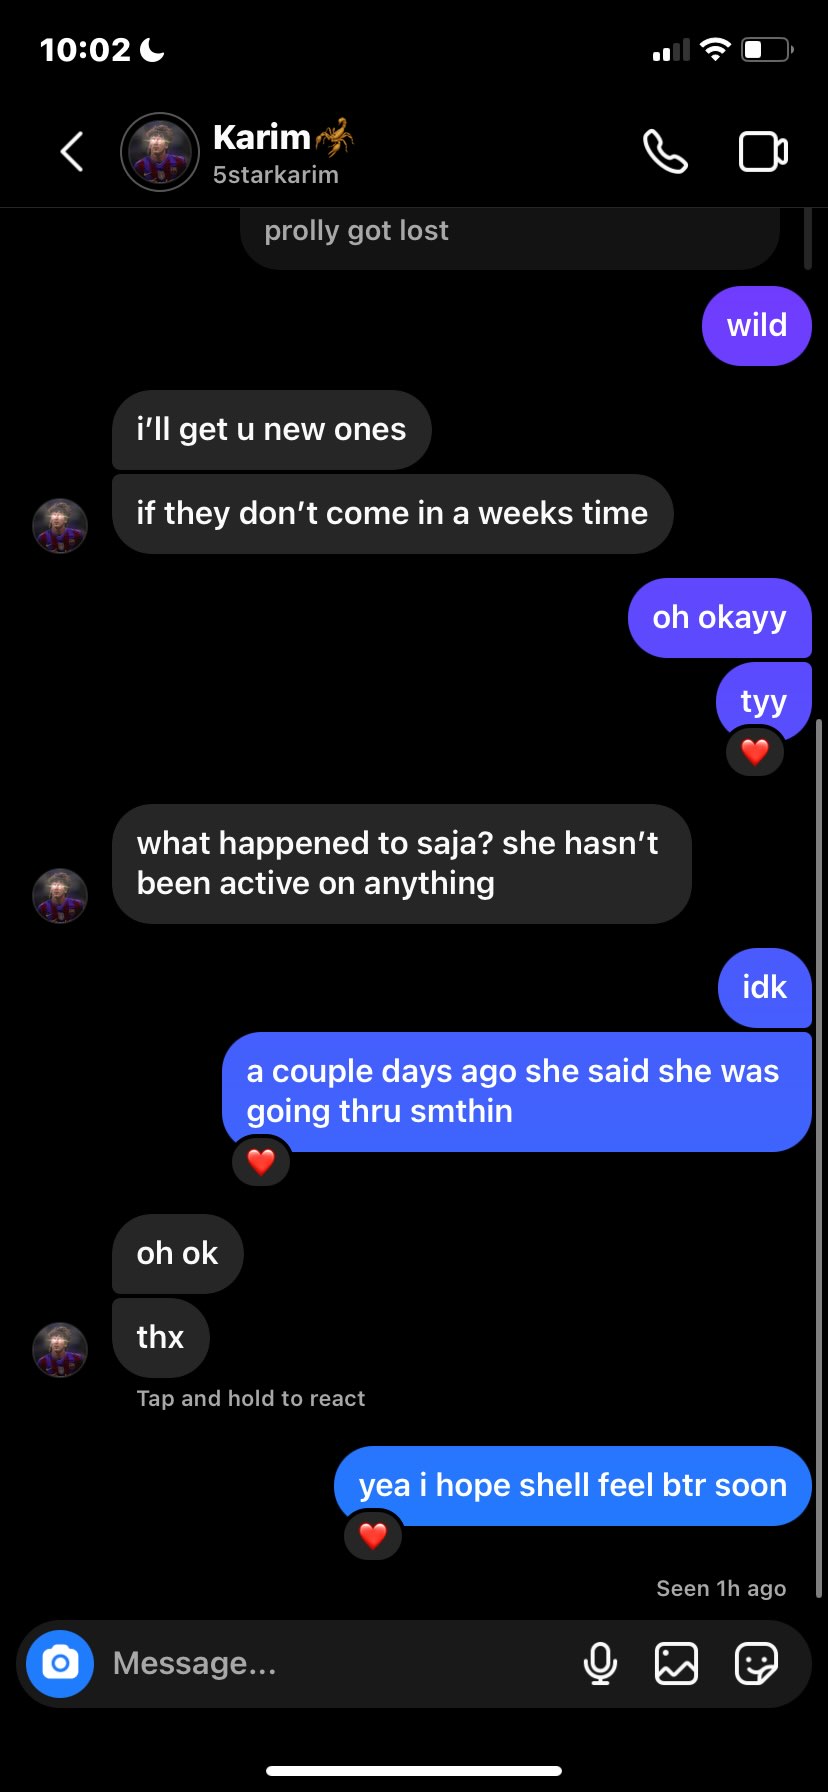 10:02
Karim
5starkarim
prolly got lost
wild
i’ll get u new ones
if they don’t come in a weeks time
oh okayy
tyy
what happened to saja? she hasn’t
been active on anything
idk
a couple days ago she said she was
going thru smthin
oh ok
thx
Tap and hold to react
yea i hope shell feel btr soon
Seen 1h ago
Message...